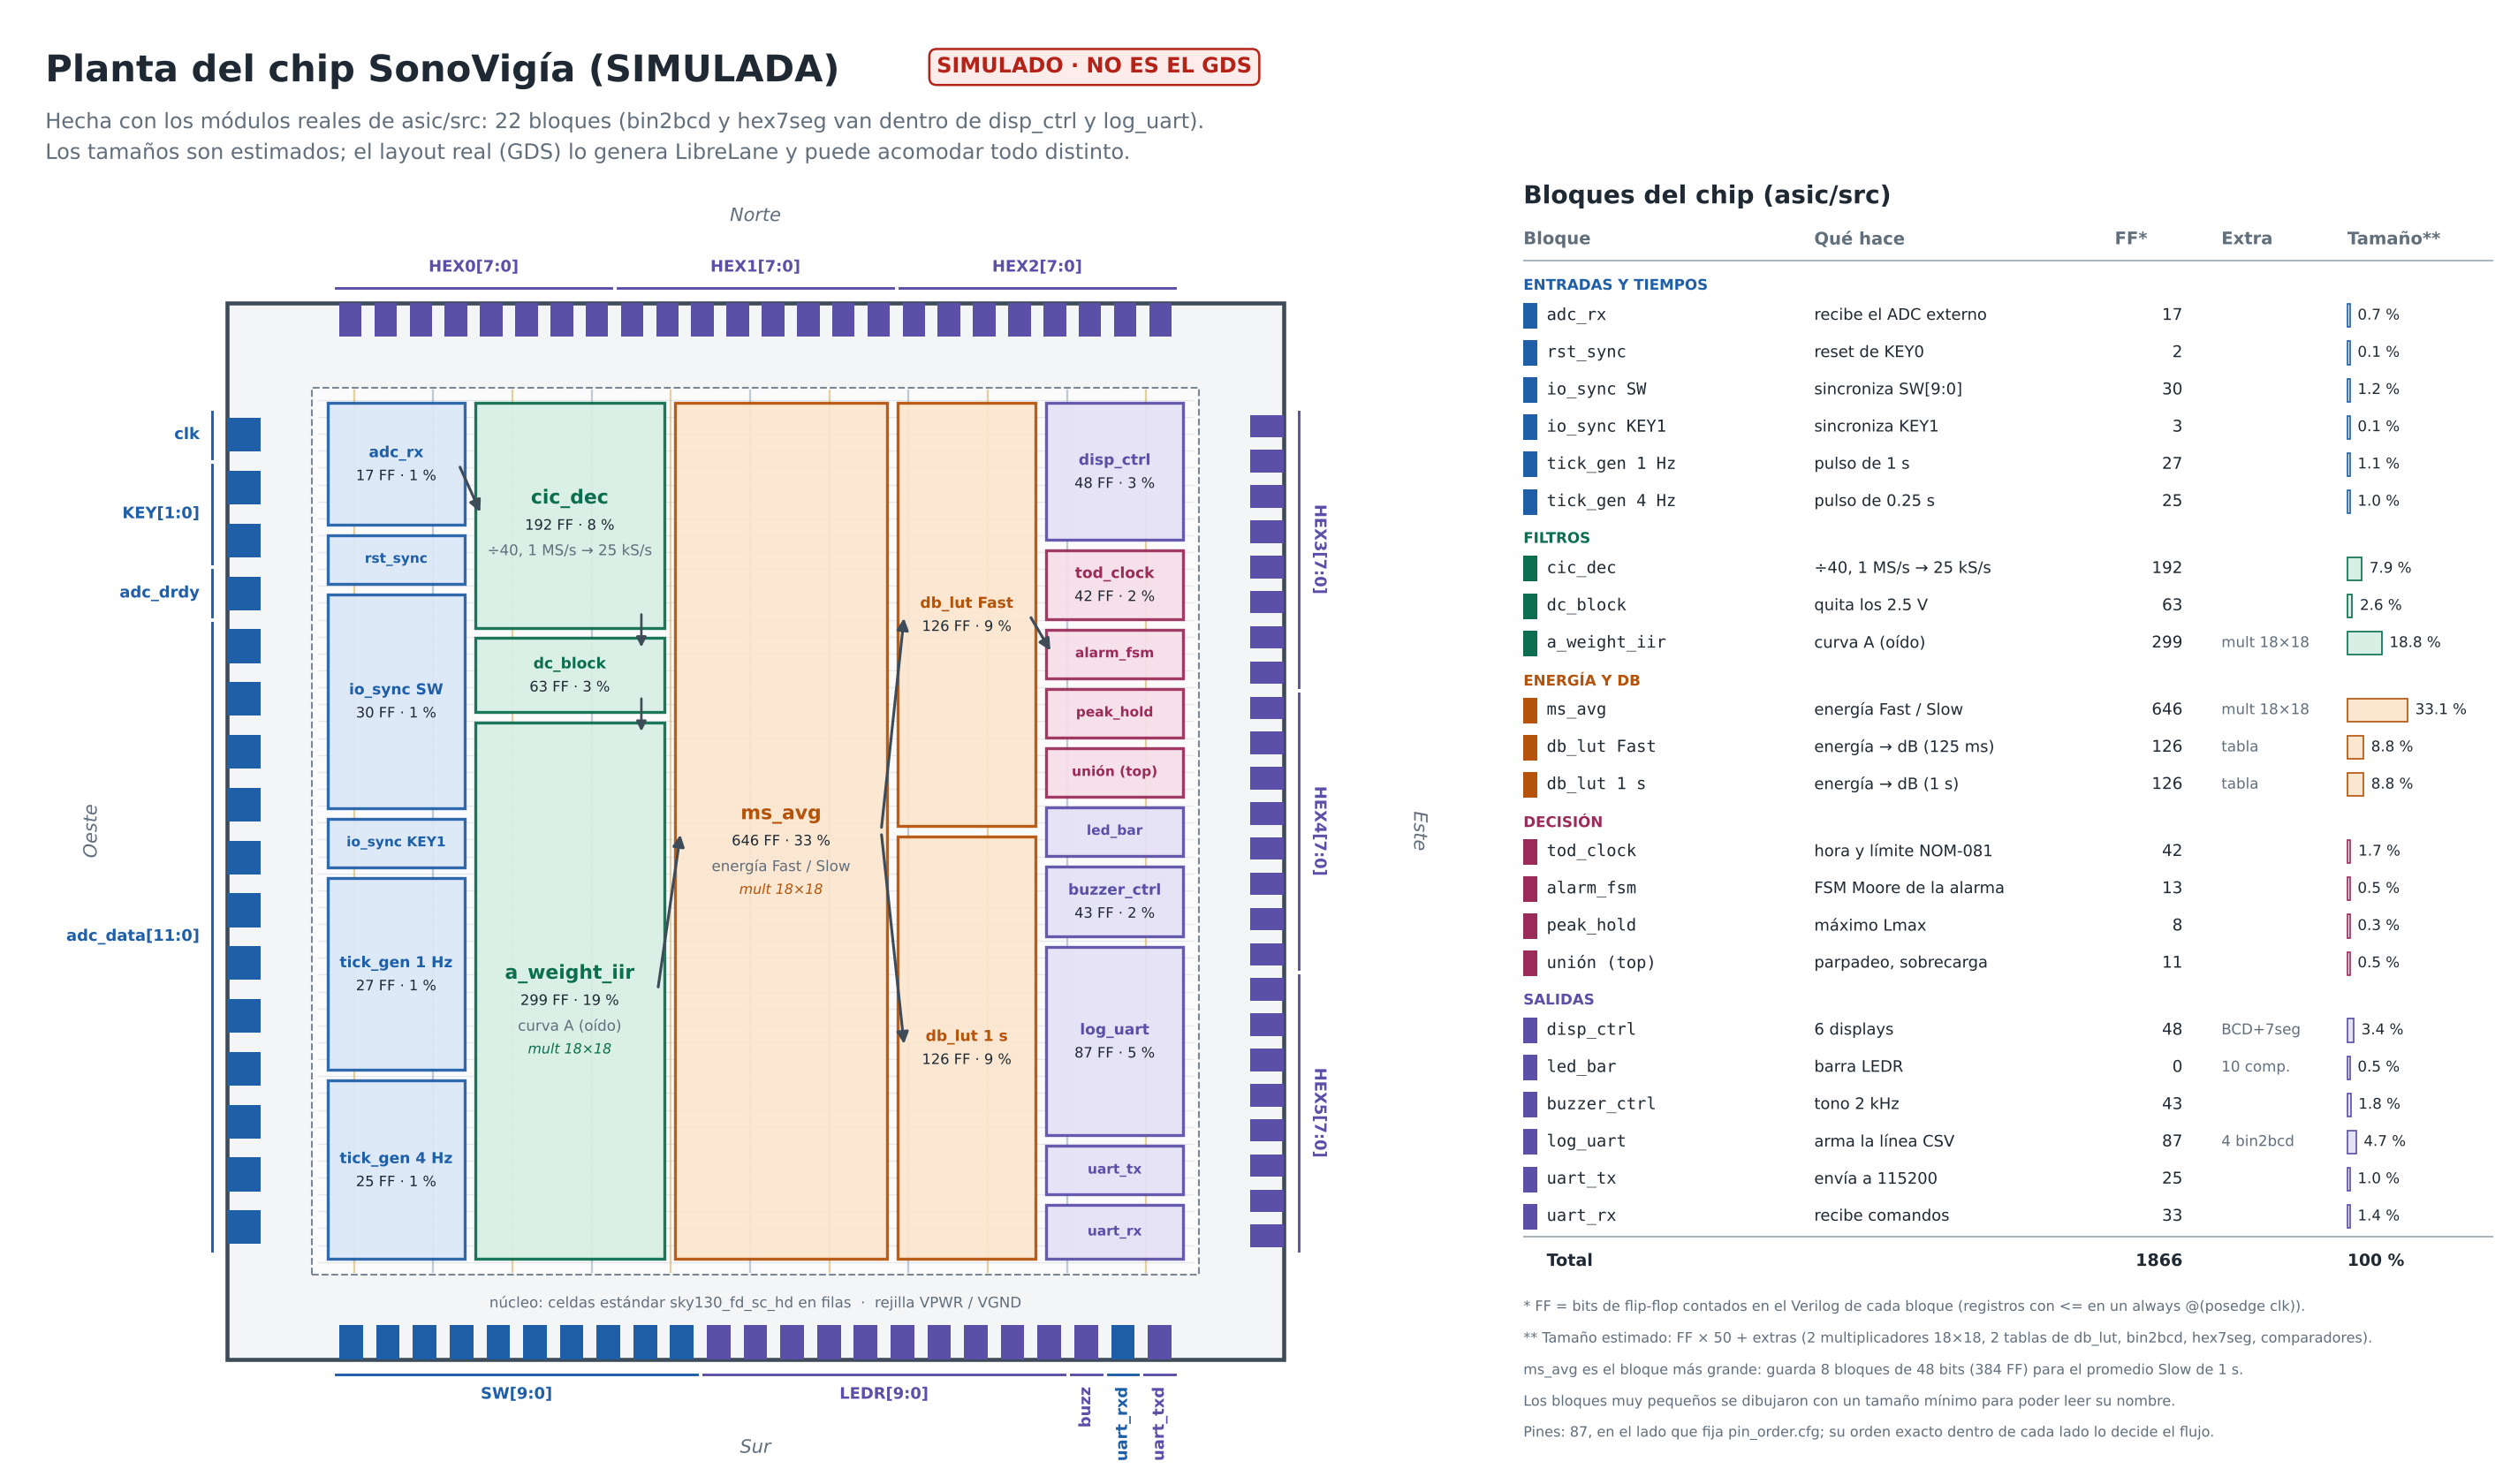 Planta del chip SonoVigía (SIMULADA)
SIMULADO · NO ES EL GDS
Hecha con los módulos reales de asic/src: 22 bloques (bin2bcd y hex7seg van dentro de disp_ctrl y log_uart).
Los tamaños son estimados; el layout real (GDS) lo genera LibreLane y puede acomodar todo distinto.
Norte
HEX0[7:0]
HEX1[7:0]
HEX2[7:0]
clk
KEY[1:0]
adc_drdy
adc_data[11:0]
Oeste
adc_rx
17 FF · 1 %
rst_sync
io_sync SW
30 FF · 1 %
io_sync KEY1
tick_gen 1 Hz
27 FF · 1 %
tick_gen 4 Hz
25 FF · 1 %
cic_dec
192 FF · 8 %
÷40, 1 MS/s → 25 kS/s
dc_block
63 FF · 3 %
a_weight_iir
299 FF · 19 %
curva A (oído)
mult 18×18
ms_avg
646 FF · 33 %
energía Fast / Slow
mult 18×18
db_lut Fast
126 FF · 9 %
db_lut 1 s
126 FF · 9 %
disp_ctrl
48 FF · 3 %
tod_clock
42 FF · 2 %
alarm_fsm
peak_hold
unión (top)
led_bar
buzzer_ctrl
43 FF · 2 %
log_uart
87 FF · 5 %
uart_tx
uart_rx
HEX3[7:0]
HEX4[7:0]
HEX5[7:0]
Este
núcleo: celdas estándar sky130_fd_sc_hd en filas · rejilla VPWR / VGND
SW[9:0]
LEDR[9:0]
buzz
uart_rxd
uart_txd
Sur
Bloques del chip (asic/src)
Bloque Qué hace FF* Extra Tamaño**
ENTRADAS Y TIEMPOS
adc_rx recibe el ADC externo 17 0.7 %
rst_sync reset de KEY0 2 0.1 %
io_sync SW sincroniza SW[9:0] 30 1.2 %
io_sync KEY1 sincroniza KEY1 3 0.1 %
tick_gen 1 Hz pulso de 1 s 27 1.1 %
tick_gen 4 Hz pulso de 0.25 s 25 1.0 %
FILTROS
cic_dec ÷40, 1 MS/s → 25 kS/s 192 7.9 %
dc_block quita los 2.5 V 63 2.6 %
a_weight_iir curva A (oído) 299 mult 18×18 18.8 %
ENERGÍA Y DB
ms_avg energía Fast / Slow 646 mult 18×18 33.1 %
db_lut Fast energía → dB (125 ms) 126 tabla 8.8 %
db_lut 1 s energía → dB (1 s) 126 tabla 8.8 %
DECISIÓN
tod_clock hora y límite NOM-081 42 1.7 %
alarm_fsm FSM Moore de la alarma 13 0.5 %
peak_hold máximo Lmax 8 0.3 %
unión (top) parpadeo, sobrecarga 11 0.5 %
SALIDAS
disp_ctrl 6 displays 48 BCD+7seg 3.4 %
led_bar barra LEDR 0 10 comp. 0.5 %
buzzer_ctrl tono 2 kHz 43 1.8 %
log_uart arma la línea CSV 87 4 bin2bcd 4.7 %
uart_tx envía a 115200 25 1.0 %
uart_rx recibe comandos 33 1.4 %
Total 1866 100 %
* FF = bits de flip-flop contados en el Verilog de cada bloque (registros con <= en un always @(posedge clk)).
** Tamaño estimado: FF × 50 + extras (2 multiplicadores 18×18, 2 tablas de db_lut, bin2bcd, hex7seg, comparadores).
ms_avg es el bloque más grande: guarda 8 bloques de 48 bits (384 FF) para el promedio Slow de 1 s.
Los bloques muy pequeños se dibujaron con un tamaño mínimo para poder leer su nombre.
Pines: 87, en el lado que fija pin_order.cfg; su orden exacto dentro de cada lado lo decide el flujo.